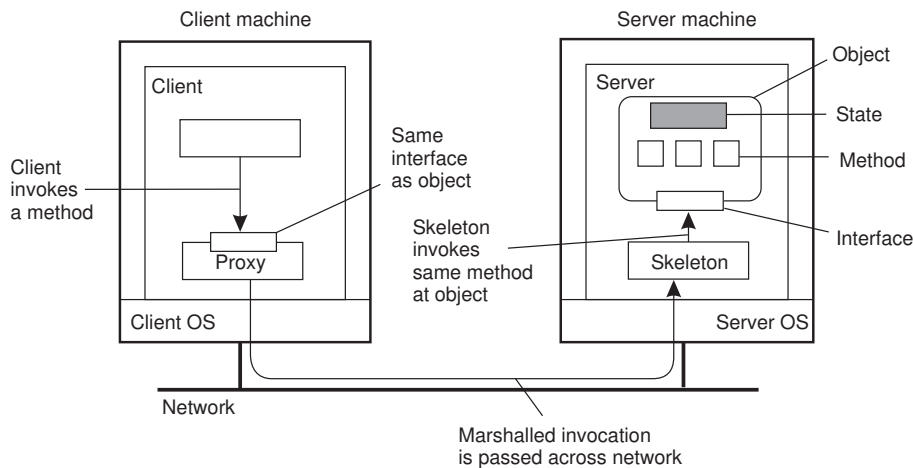 Client machine
Server machine
Object
Client
Server
State
Same
interface
as object
Client
invokes
a method
Method
Skeleton
invokes
same method
at object
Interface
Proxy
Skeleton
Client OS
Server OS
Network
Marshalled invocation
is passed across network